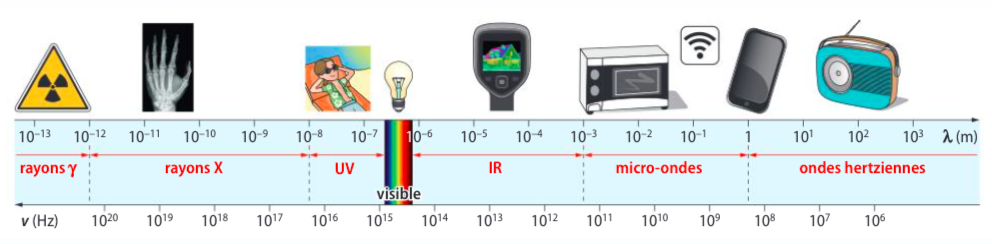 10⁻¹³ 10⁻¹² 10⁻¹¹ 10⁻¹⁰ 10⁻⁹ 10⁻⁸ 10⁻⁷ 10⁻⁶ 10⁻⁵ 10⁻⁴ 10⁻³ 10⁻² 10⁻¹ 1 10¹ 10² 10³ λ (m)
rayons γ rayons X UV IR micro-ondes ondes hertziennes
visible
ν (Hz) 10²⁰ 10¹⁹ 10¹⁸ 10¹⁷ 10¹⁶ 10¹⁵ 10¹⁴ 10¹³ 10¹² 10¹¹ 10¹⁰ 10⁹ 10⁸ 10⁷ 10⁶